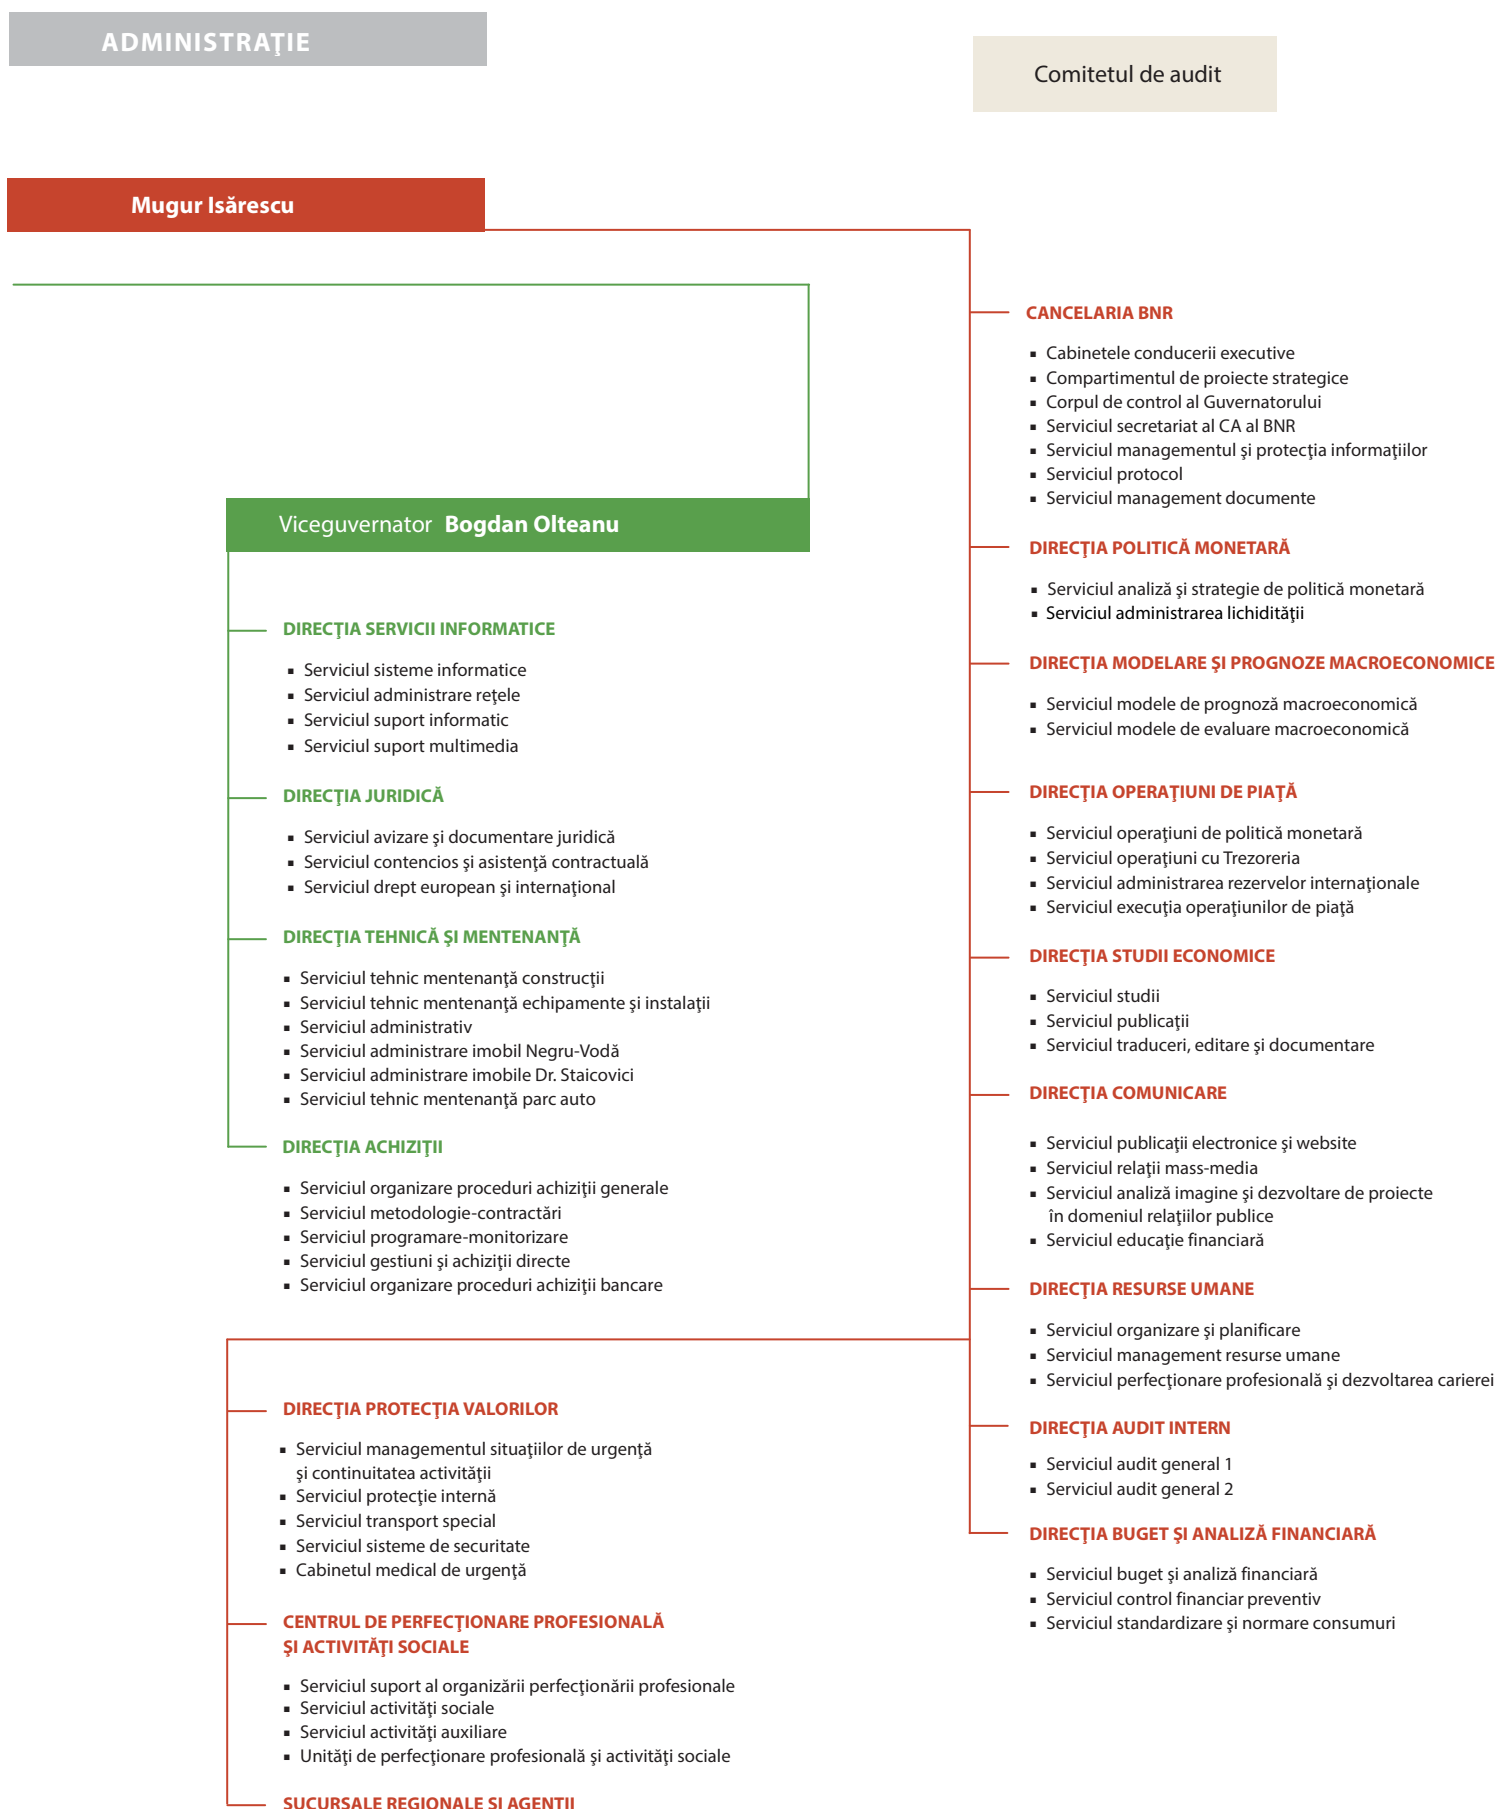 ADMINISTRAŢIE
Comitetul de audit
Mugur Isărescu
Viceguvernator Bogdan Olteanu
DIRECŢIA SERVICII INFORMATICE
▪ Serviciul sisteme informatice
▪ Serviciul administrare reţele
▪ Serviciul suport informatic
▪ Serviciul suport multimedia
DIRECŢIA JURIDICĂ
▪ Serviciul avizare şi documentare juridică
▪ Serviciul contencios şi asistenţă contractuală
▪ Serviciul drept european şi internaţional
DIRECŢIA TEHNICĂ ŞI MENTENANŢĂ
▪ Serviciul tehnic mentenanţă construcţii
▪ Serviciul tehnic mentenanţă echipamente şi instalaţii
▪ Serviciul administrativ
▪ Serviciul administrare imobil Negru-Vodă
▪ Serviciul administrare imobile Dr. Staicovici
▪ Serviciul tehnic mentenanţă parc auto
DIRECŢIA ACHIZIŢII
▪ Serviciul organizare proceduri achiziţii generale
▪ Serviciul metodologie-contractări
▪ Serviciul programare-monitorizare
▪ Serviciul gestiuni şi achiziţii directe
▪ Serviciul organizare proceduri achiziţii bancare
DIRECŢIA PROTECŢIA VALORILOR
▪ Serviciul managementul situaţiilor de urgenţă
şi continuitatea activităţii
▪ Serviciul protecţie internă
▪ Serviciul transport special
▪ Serviciul sisteme de securitate
▪ Cabinetul medical de urgenţă
CENTRUL DE PERFECŢIONARE PROFESIONALĂ
ŞI ACTIVITĂŢI SOCIALE
▪ Serviciul suport al organizării perfecţionării profesionale
▪ Serviciul activităţi sociale
▪ Serviciul activităţi auxiliare
▪ Unităţi de perfecţionare profesională şi activităţi sociale
SUCURSALE REGIONALE ŞI AGENŢII
CANCELARIA BNR
▪ Cabinetele conducerii executive
▪ Compartimentul de proiecte strategice
▪ Corpul de control al Guvernatorului
▪ Serviciul secretariat al CA al BNR
▪ Serviciul managementul şi protecţia informaţiilor
▪ Serviciul protocol
▪ Serviciul management documente
DIRECŢIA POLITICĂ MONETARĂ
▪ Serviciul analiză şi strategie de politică monetară
▪ Serviciul administrarea lichidităţii
DIRECŢIA MODELARE ŞI PROGNOZE MACROECONOMICE
▪ Serviciul modele de prognoză macroeconomică
▪ Serviciul modele de evaluare macroeconomică
DIRECŢIA OPERAŢIUNI DE PIAŢĂ
▪ Serviciul operaţiuni de politică monetară
▪ Serviciul operaţiuni cu Trezoreria
▪ Serviciul administrarea rezervelor internaţionale
▪ Serviciul execuţia operaţiunilor de piaţă
DIRECŢIA STUDII ECONOMICE
▪ Serviciul studii
▪ Serviciul publicaţii
▪ Serviciul traduceri, editare şi documentare
DIRECŢIA COMUNICARE
▪ Serviciul publicaţii electronice şi website
▪ Serviciul relaţii mass-media
▪ Serviciul analiză imagine şi dezvoltare de proiecte
în domeniul relaţiilor publice
▪ Serviciul educaţie financiară
DIRECŢIA RESURSE UMANE
▪ Serviciul organizare şi planificare
▪ Serviciul management resurse umane
▪ Serviciul perfecţionare profesională şi dezvoltarea carierei
DIRECŢIA AUDIT INTERN
▪ Serviciul audit general 1
▪ Serviciul audit general 2
DIRECŢIA BUGET ŞI ANALIZĂ FINANCIARĂ
▪ Serviciul buget şi analiză financiară
▪ Serviciul control financiar preventiv
▪ Serviciul standardizare şi normare consumuri